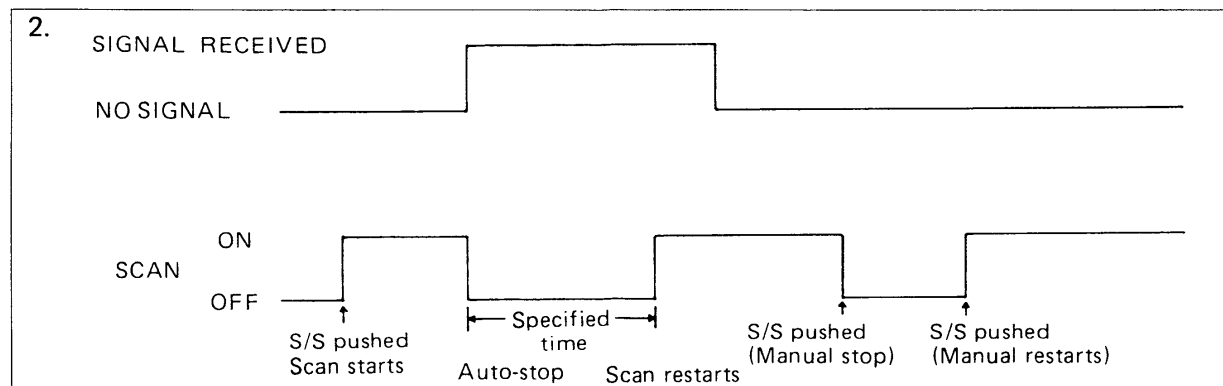 2.
SIGNAL RECEIVED
NO SIGNAL
ON
SCAN
OFF
S/S pushed
Scan starts
Specified
time
Auto-stop
Scan restarts
S/S pushed
(Manual stop)
S/S pushed
(Manual restarts)